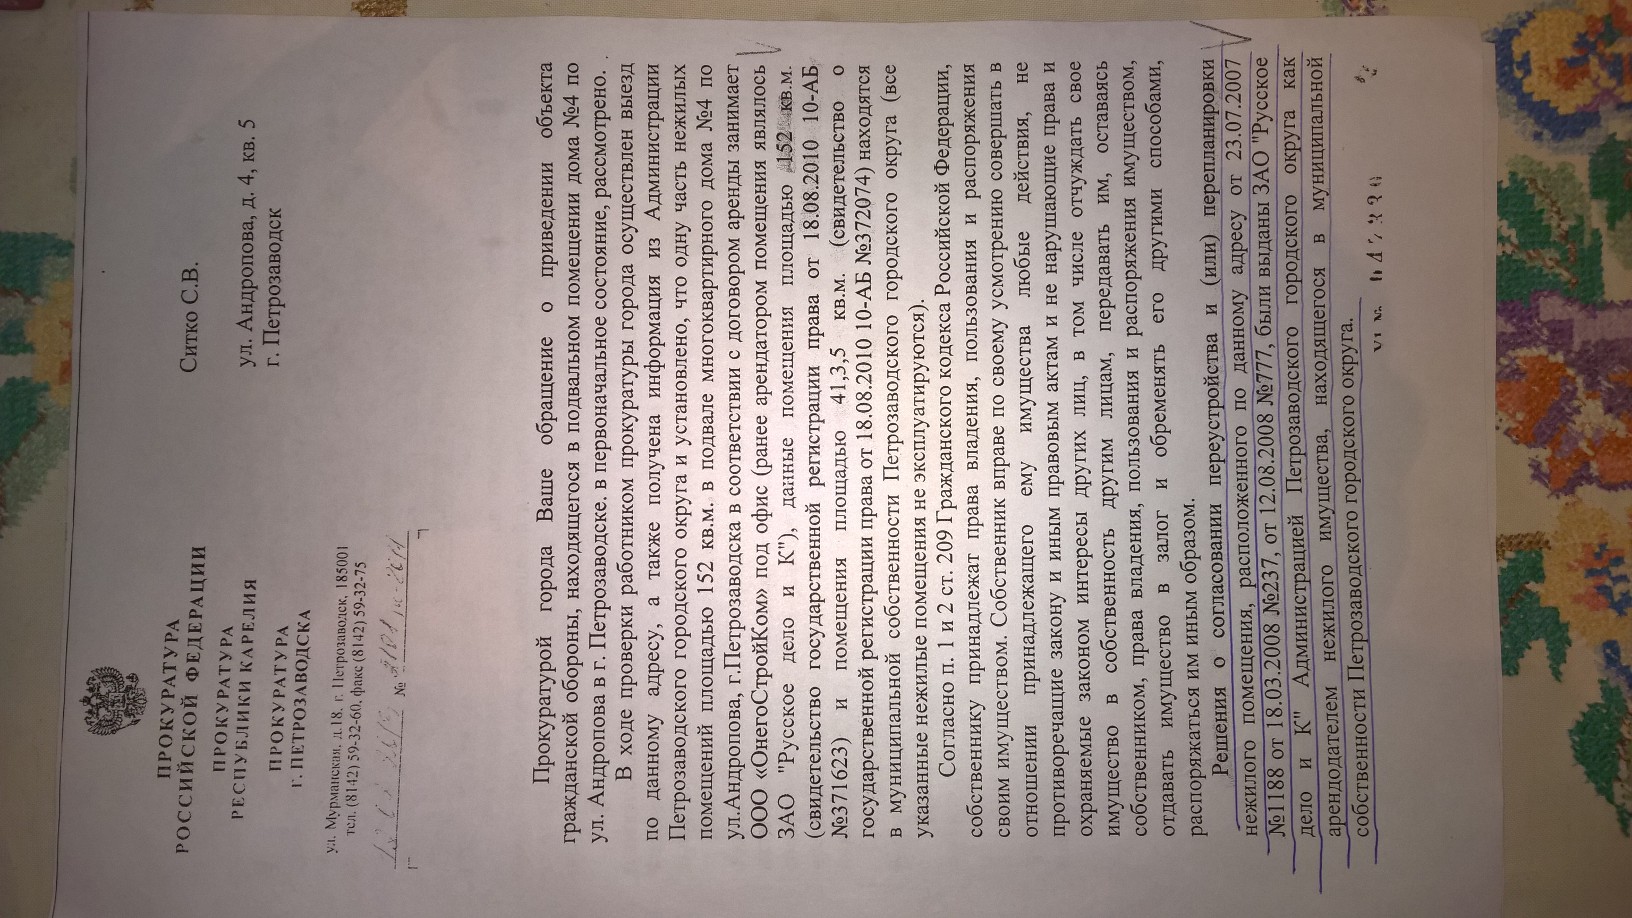 ПРОКУРАТУРА
РОССИЙСКОЙ ФЕДЕРАЦИИ
ПРОКУРАТУРА
РЕСПУБЛИКИ КАРЕЛИЯ
ПРОКУРАТУРА
г. ПЕТРОЗАВОДСКА
ул. Мурманская, д.18, г. Петрозаводск, 185001
тел. (8142) 59-32-60, факс (8142) 59-32-75
№
Ситко С.В.
ул. Андропова, д. 4, кв. 5
г. Петрозаводск
Прокуратурой города Ваше обращение о приведении объекта
гражданской обороны, находящегося в подвальном помещении дома №4 по
ул. Андропова в г. Петрозаводске. в первоначальное состояние, рассмотрено.
В ходе проверки работником прокуратуры города осуществлен выезд
по данному адресу, а также получена информация из Администрации
Петрозаводского городского округа и установлено, что одну часть нежилых
помещений площадью 152 кв.м. в подвале многоквартирного дома №4 по
ул.Андропова, г.Петрозаводска в соответствии с договором аренды занимает
ООО «ОнегоСтройКом» под офис (ранее арендатором помещения являлось
ЗАО "Русское дело и К"), данные помещения площадью 152 кв.м.
(свидетельство государственной регистрации права от 18.08.2010 10-АБ
№371623) и помещения площадью 41,3,5 кв.м. (свидетельство о
государственной регистрации права от 18.08.2010 10-АБ №372074) находятся
в муниципальной собственности Петрозаводского городского округа (все
указанные нежилые помещения не эксплуатируются).
Согласно п. 1 и 2 ст. 209 Гражданского кодекса Российской Федерации,
собственнику принадлежат права владения, пользования и распоряжения
своим имуществом. Собственник вправе по своему усмотрению совершать в
отношении принадлежащего ему имущества любые действия, не
противоречащие закону и иным правовым актам и не нарушающие права и
охраняемые законом интересы других лиц, в том числе отчуждать свое
имущество в собственность другим лицам, передавать им, оставаясь
собственником, права владения, пользования и распоряжения имуществом,
отдавать имущество в залог и обременять его другими способами,
распоряжаться им иным образом.
Решения о согласовании переустройства и (или) перепланировки
нежилого помещения, расположенного по данному адресу от 23.07.2007
№1188 от 18.03.2008 №237, от 12.08.2008 №777, были выданы ЗАО "Русское
дело и К" Администрацией Петрозаводского городского округа как
арендодателем нежилого имущества, находящегося в муниципальной
собственности Петрозаводского городского округа.